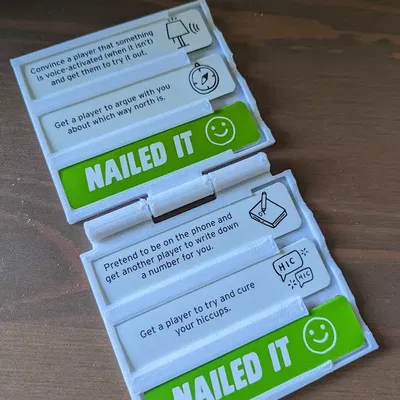 Convince a player that something
is voice-activated (when it isn't)
and get them to try it out.
Get a player to argue with you
about which way north is.
NAILED IT
Pretend to be on the phone and
get another player to write down
a number for you.
Get a player to try and cure
your hiccups.
HIC
HIC
NAILED IT